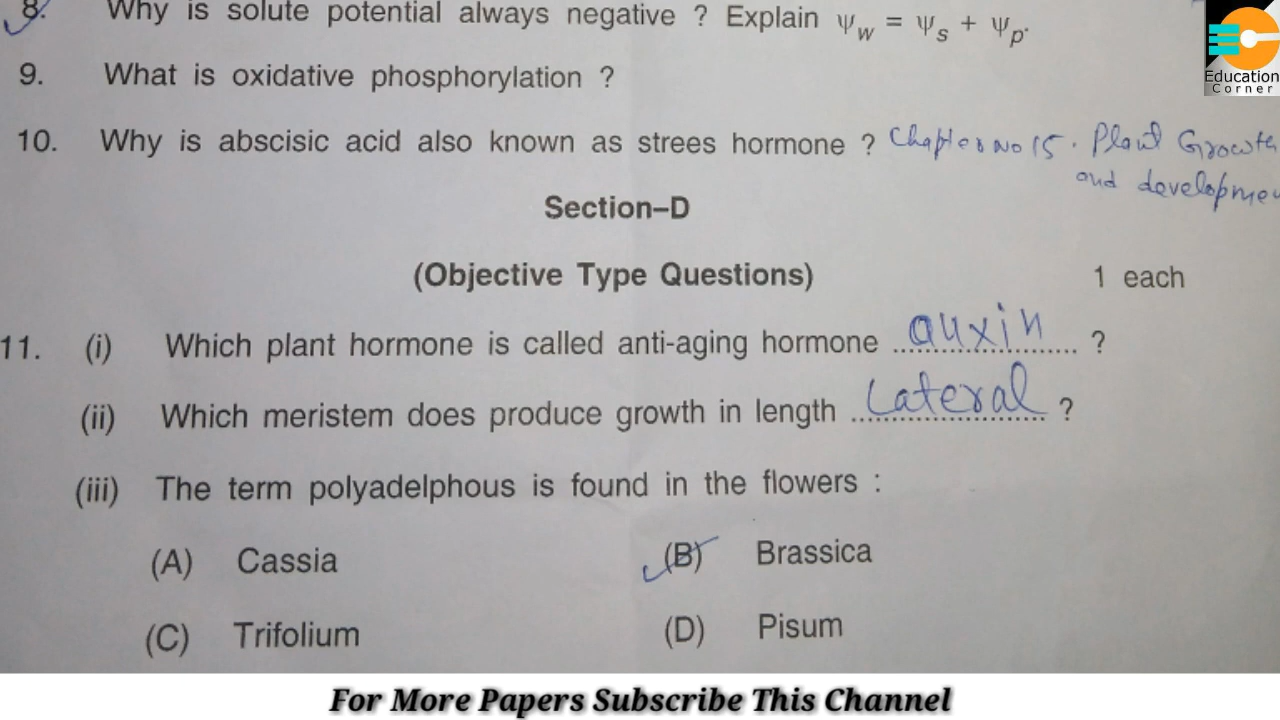 8. Why is solute potential always negative ? Explain ψw = ψs + ψp.
Education
Corner
9. What is oxidative phosphorylation ?
10. Why is abscisic acid also known as strees hormone ? Chapter No 15. Plant Growth
and developmen
Section–D
(Objective Type Questions) 1 each
11. (i) Which plant hormone is called anti-aging hormone auxin ?
(ii) Which meristem does produce growth in length Lateral ?
(iii) The term polyadelphous is found in the flowers :
(A) Cassia (B) Brassica
(C) Trifolium (D) Pisum
For More Papers Subscribe This Channel